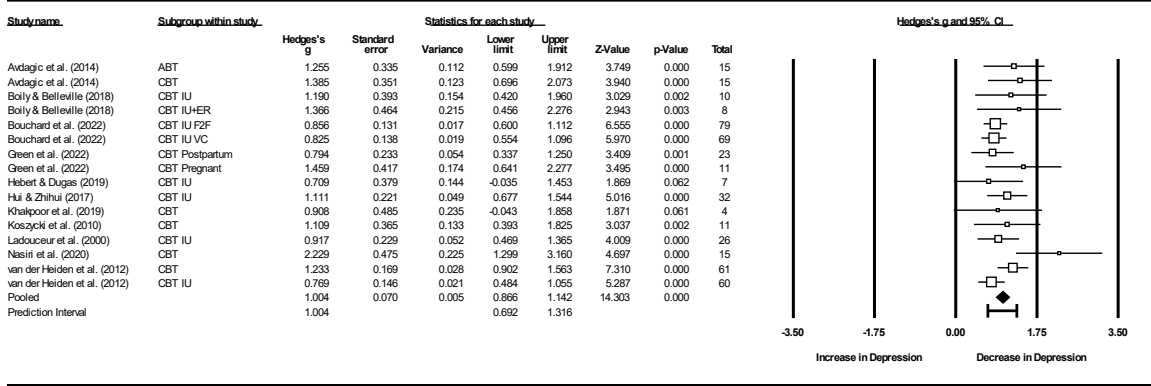 Study name Subgroup within study Statistics for each study Hedges's g and 95% CI
Hedges's g Standard error Variance Lower limit Upper limit Z-Value p-Value Total
Avdagic et al. (2014) ABT 1.255 0.335 0.112 0.599 1.912 3.749 0.000 15
Avdagic et al. (2014) CBT 1.385 0.351 0.123 0.696 2.073 3.940 0.000 15
Boily & Belleville (2018) CBT IU 1.190 0.393 0.154 0.420 1.960 3.029 0.002 10
Boily & Belleville (2018) CBT IU+ER 1.366 0.464 0.215 0.456 2.276 2.943 0.003 8
Bouchard et al. (2022) CBT IU F2F 0.856 0.131 0.017 0.600 1.112 6.555 0.000 79
Bouchard et al. (2022) CBT IU VC 0.825 0.138 0.019 0.554 1.096 5.970 0.000 69
Green et al. (2022) CBT Postpartum 0.794 0.233 0.054 0.337 1.250 3.409 0.001 23
Green et al. (2022) CBT Pregnant 1.459 0.417 0.174 0.641 2.277 3.495 0.000 11
Hebert & Dugas (2019) CBT IU 0.709 0.379 0.144 -0.035 1.453 1.869 0.062 7
Hui & Zhihui (2017) CBT IU 1.111 0.221 0.049 0.677 1.544 5.016 0.000 32
Khakpoor et al. (2019) CBT 0.908 0.485 0.235 -0.043 1.858 1.871 0.061 4
Koszycki et al. (2010) CBT 1.109 0.365 0.133 0.393 1.825 3.037 0.002 11
Ladouceur et al. (2000) CBT IU 0.917 0.229 0.052 0.469 1.365 4.009 0.000 26
Nasiri et al. (2020) CBT 2.229 0.475 0.225 1.299 3.160 4.697 0.000 15
van der Heiden et al. (2012) CBT 1.233 0.169 0.028 0.902 1.563 7.310 0.000 61
van der Heiden et al. (2012) CBT IU 0.769 0.146 0.021 0.484 1.055 5.287 0.000 60
Pooled 1.004 0.070 0.005 0.866 1.142 14.303 0.000
Prediction Interval 1.004 0.692 1.316
-3.50 -1.75 0.00 1.75 3.50
Increase in Depression Decrease in Depression